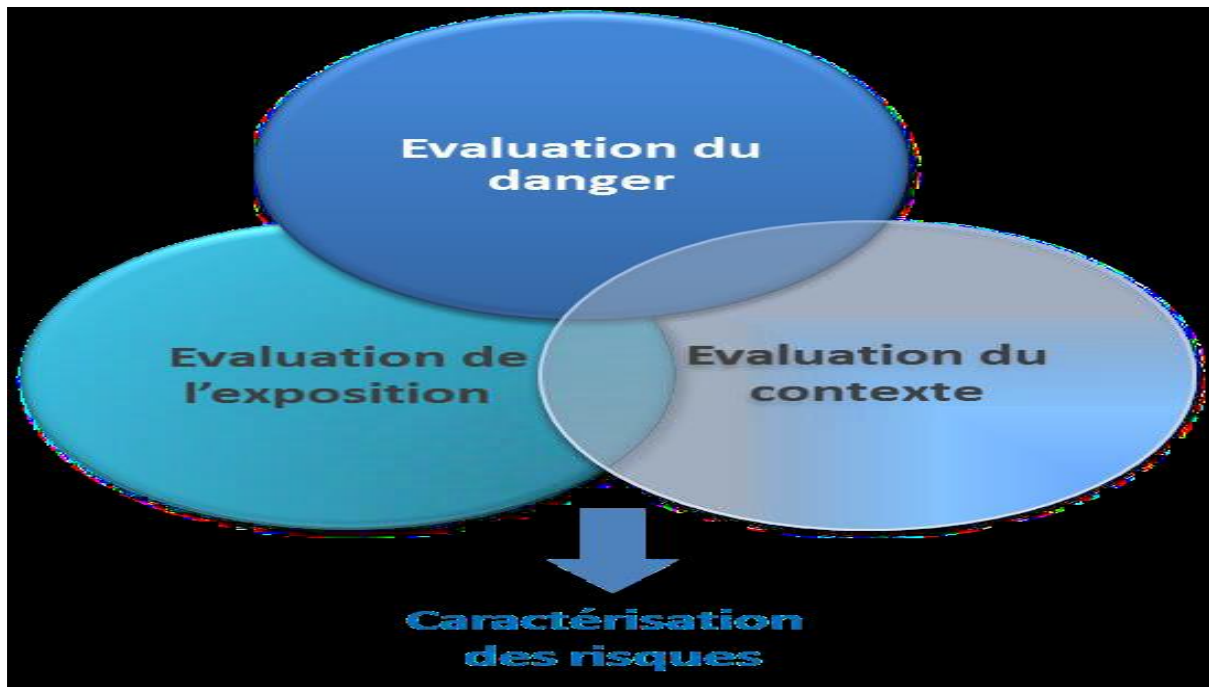 Evaluation du
danger
Evaluation de
l’exposition
Evaluation du
contexte
Caractérisation
des risques